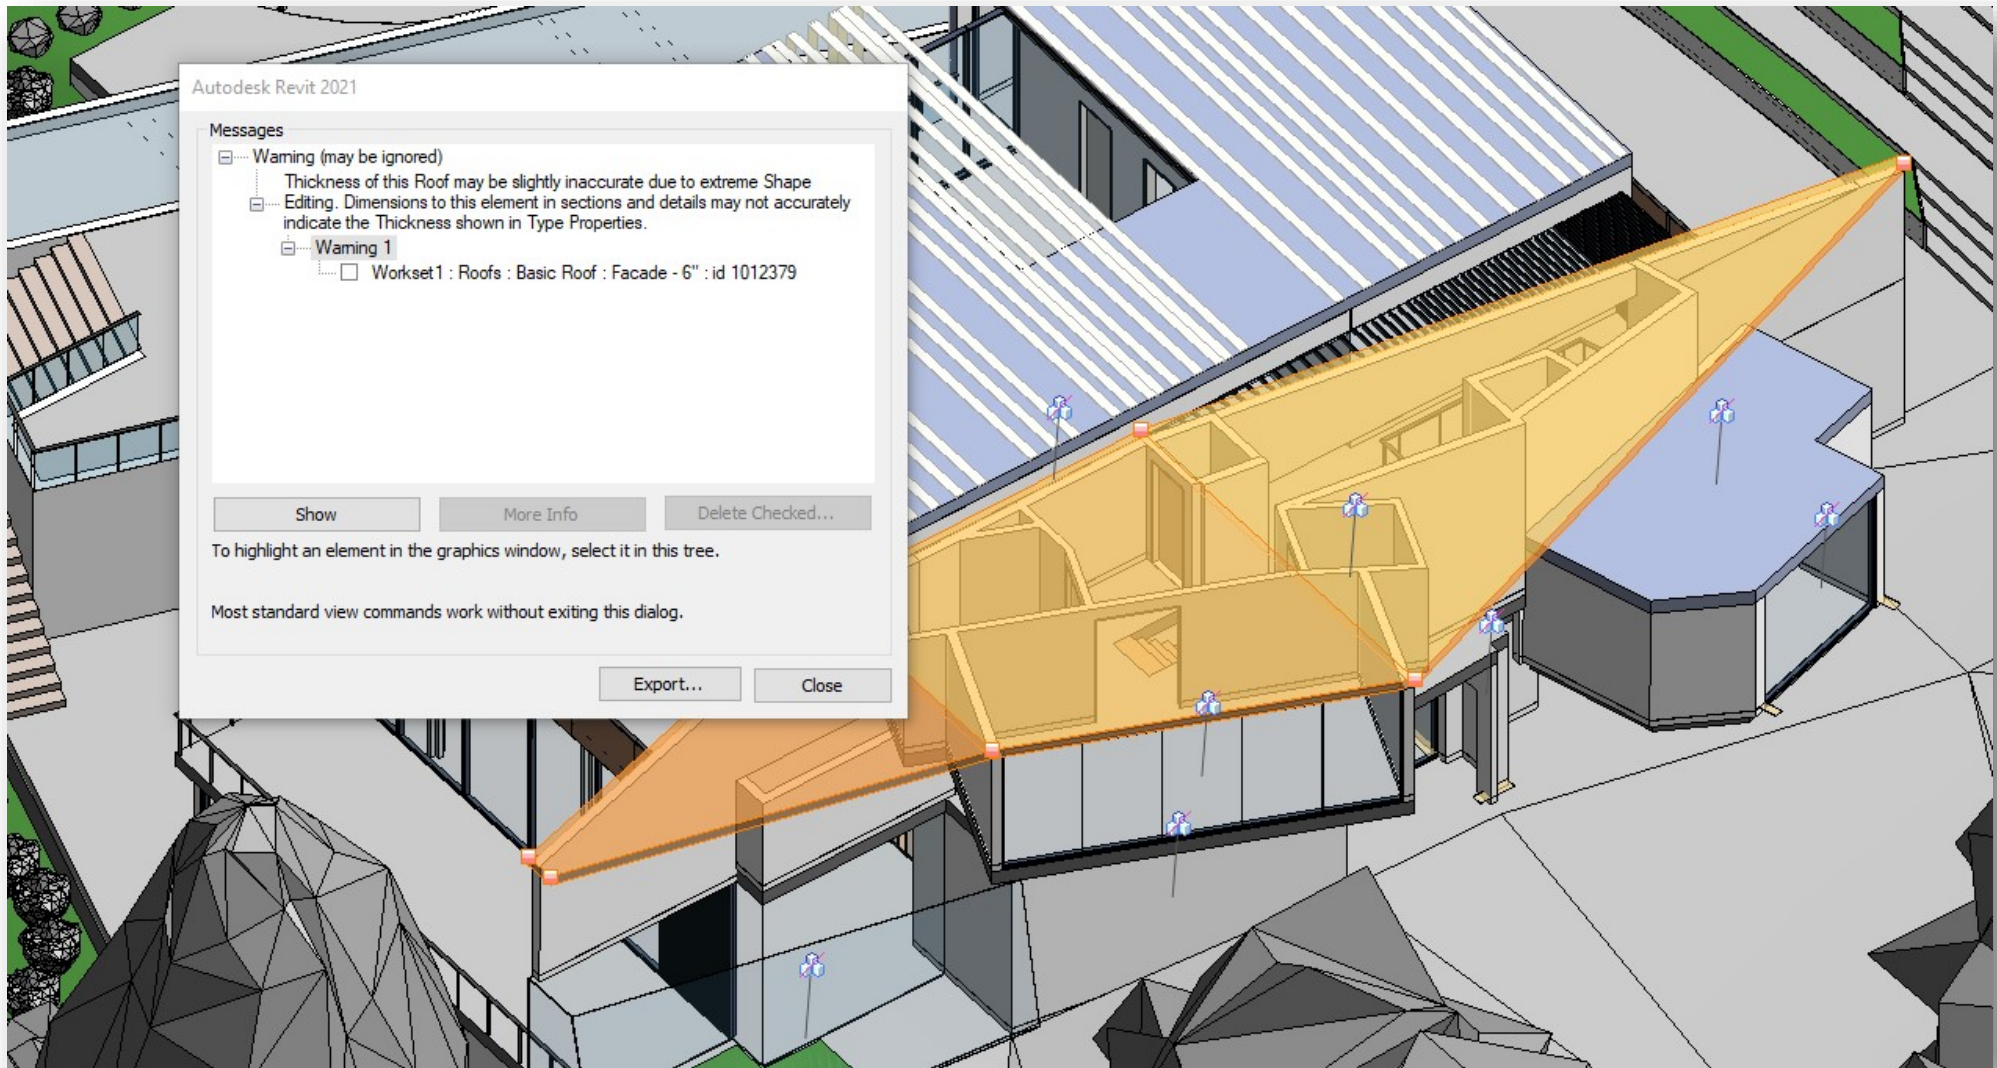 Autodesk Revit 2021
Messages
Warning (may be ignored)
Thickness of this Roof may be slightly inaccurate due to extreme Shape
Editing. Dimensions to this element in sections and details may not accurately
indicate the Thickness shown in Type Properties.
Warning 1
Workset1 : Roofs : Basic Roof : Facade - 6" : id 1012379
Show
More Info
Delete Checked...
To highlight an element in the graphics window, select it in this tree.
Most standard view commands work without exiting this dialog.
Export...
Close